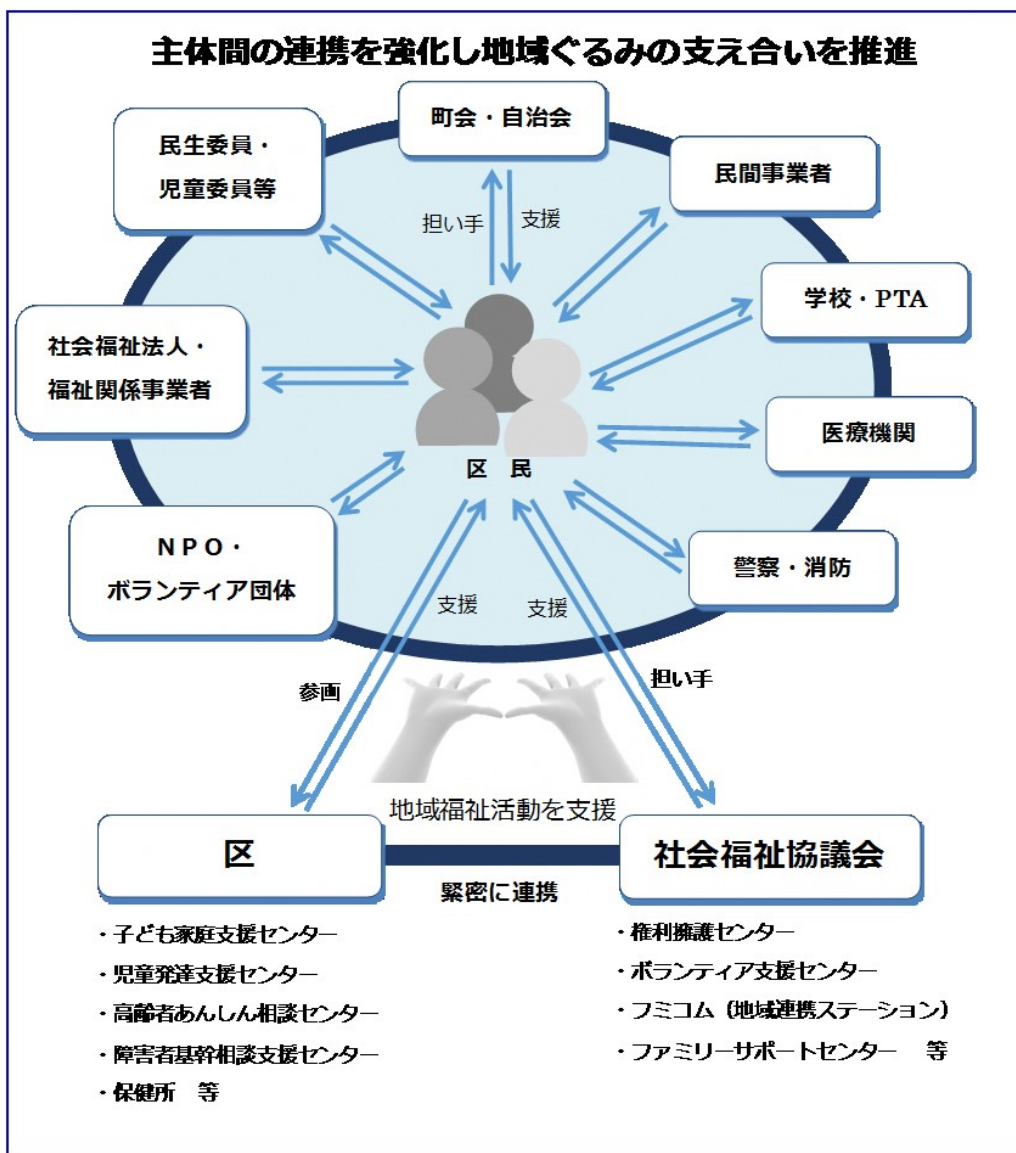 主体間の連携を強化し地域ぐるみの支え合いを推進
町会・自治会
民生委員・
児童委員等
民間事業者
担い手
支援
学校・PTA
社会福祉法人・
福祉関係事業者
医療機関
区 民
NPO・
ボランティア団体
警察・消防
支援
支援
参画
担い手
地域福祉活動を支援
区
社会福祉協議会
緊密に連携
・子ども家庭支援センター
・児童発達支援センター
・高齢者あんしん相談センター
・障害者基幹相談支援センター
・保健所 等
・権利擁護センター
・ボランティア支援センター
・フミコム（地域連携ステーション）
・ファミリーサポートセンター 等